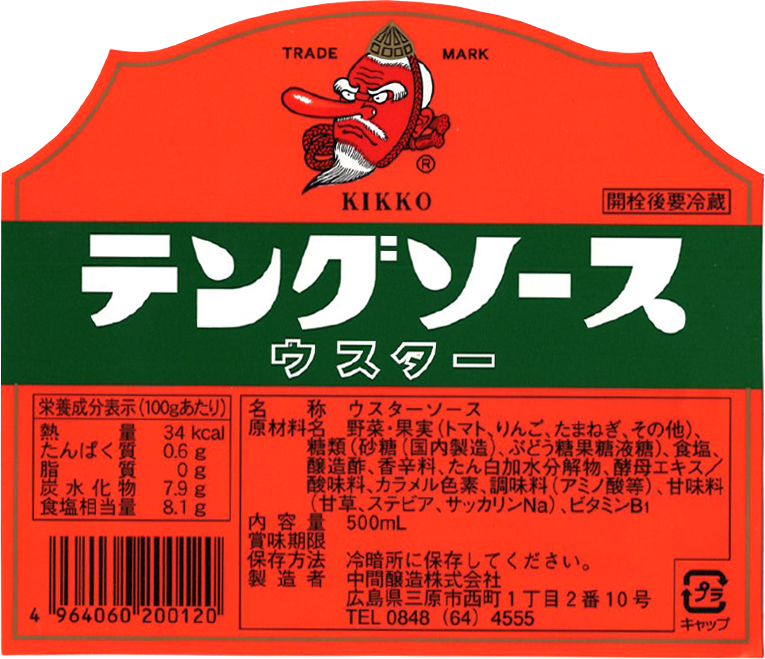 TRADE MARK
®
KIKKO
開栓後要冷蔵
テングソース
ウスター
栄養成分表示(100gあたり)
熱量 34 kcal
たんぱく質 0.6 g
脂質 0 g
炭水化物 7.9 g
食塩相当量 8.1 g
名称 ウスターソース
原材料名 野菜・果実(トマト、りんご、たまねぎ、その他)、
糖類(砂糖(国内製造)、ぶどう糖果糖液糖)、食塩、
醸造酢、香辛料、たん白加水分解物、酵母エキス/
酸味料、カラメル色素、調味料(アミノ酸等)、甘味料
(甘草、ステビア、サッカリンNa)、ビタミンB1
内容量 500mL
賞味期限
保存方法 冷暗所に保存してください。
製造者 中間醸造株式会社
広島県三原市西町1丁目2番10号
TEL 0848 (64) 4555
4 964060 200120
プラ
キャップ